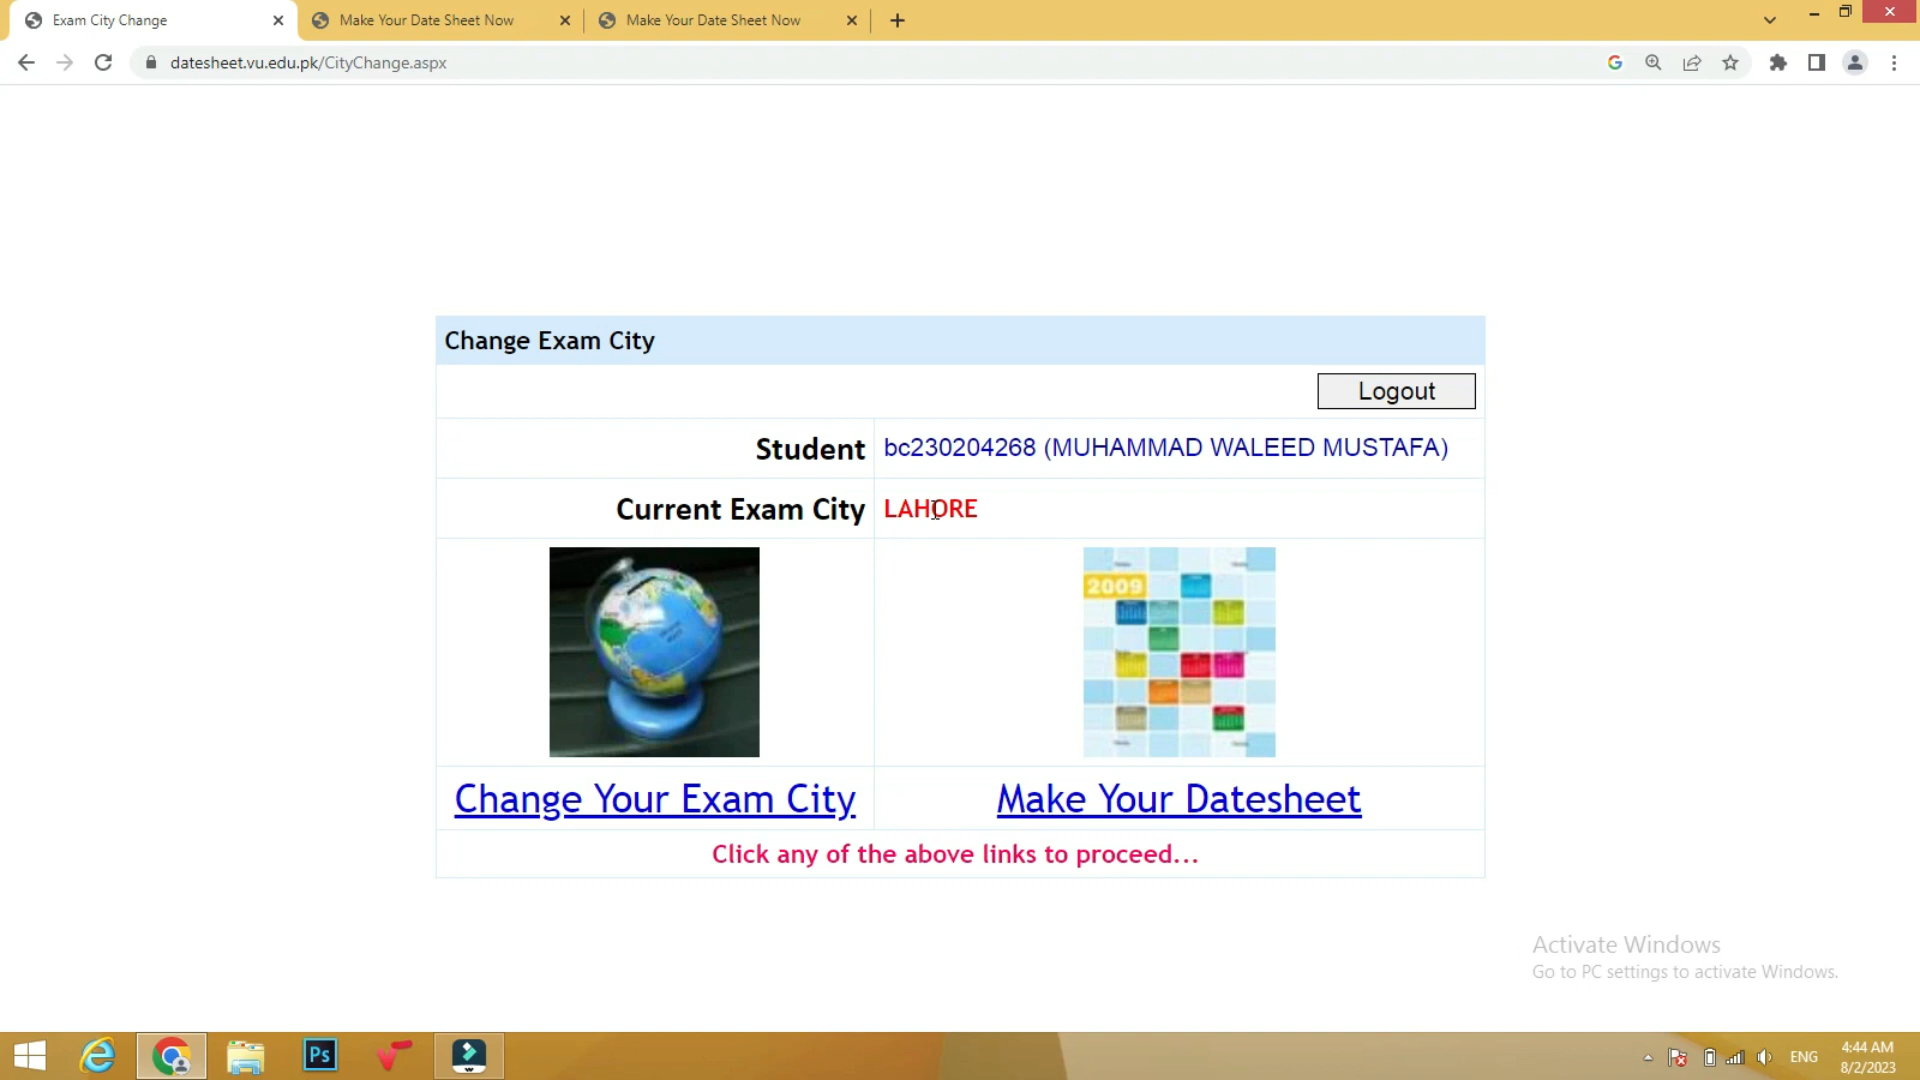 Exam City Change
Make Your Date Sheet Now
Make Your Date Sheet Now
datesheet.vu.edu.pk/CityChange.aspx
Change Exam City
Logout
Student bc230204268 (MUHAMMAD WALEED MUSTAFA)
Current Exam City LAHORE
2009
Change Your Exam City Make Your Datesheet
Click any of the above links to proceed...
Activate Windows
Go to PC settings to activate Windows.
Ps
ENG
4:44 AM
8/2/2023